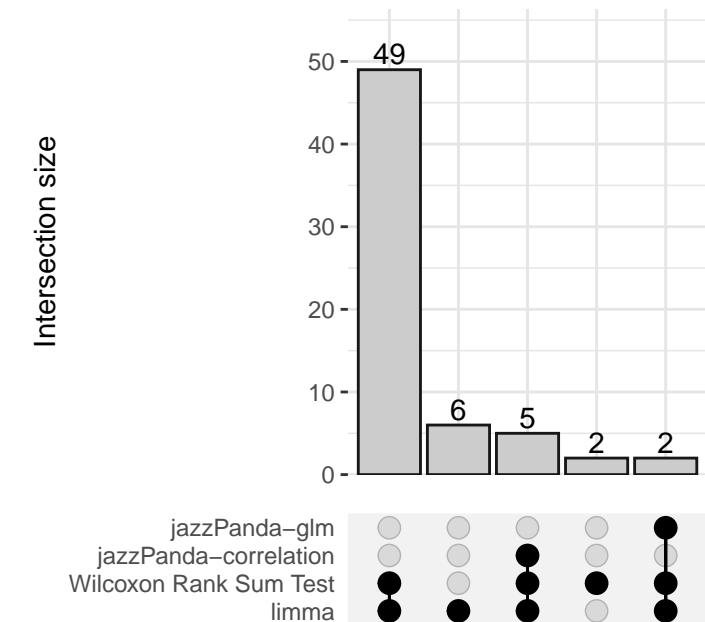 Intersection size
50
40
30
20
10
0
49
6
5
2
2
jazzPanda−glm
jazzPanda−correlation
Wilcoxon Rank Sum Test
limma